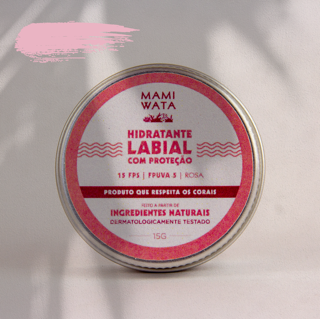 MAMI
WATA
HIDRATANTE
LABIAL
COM PROTEÇÃO
15 FPS | FPUVA 5 | ROSA
PRODUTO QUE RESPEITA OS CORAIS
FEITO A PARTIR DE
INGREDIENTES NATURAIS
DERMATOLOGICAMENTE TESTADO
15G